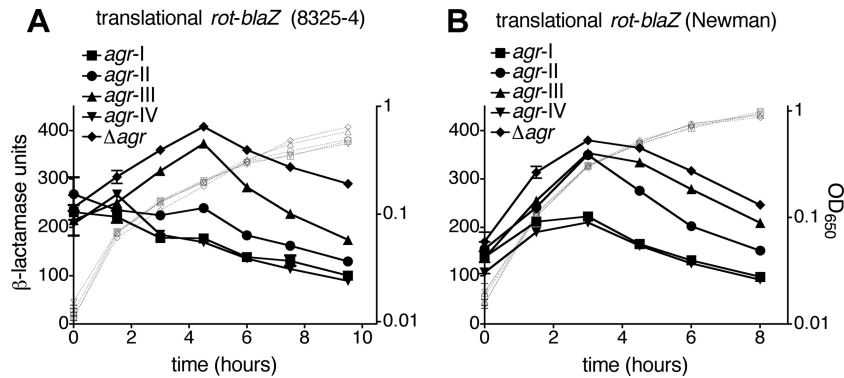 A translational rot-blaZ (8325-4)
agr-I
agr-II
agr-III
agr-IV
Δagr
β-lactamase units
400
300
200
100
0
0 2 4 6 8 10
time (hours)
1
0.1
0.01
B translational rot-blaZ (Newman)
agr-I
agr-II
agr-III
agr-IV
Δagr
400
300
200
100
0
0 2 4 6 8
time (hours)
1
0.1
0.01
OD650